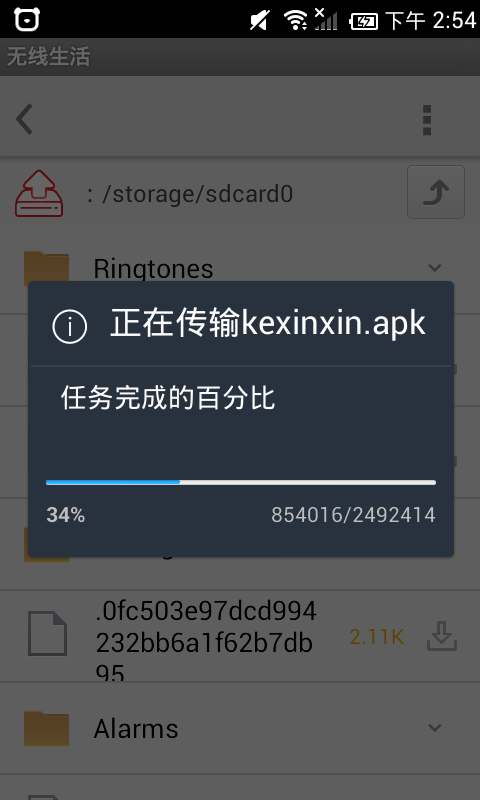 下午 2:54
无线生活
: /storage/sdcard0
Ringtones
正在传输kexinxin.apk
任务完成的百分比
34%
854016/2492414
.0fc503e97dcd994
232bb6a1f62b7db
95
2.11K
Alarms